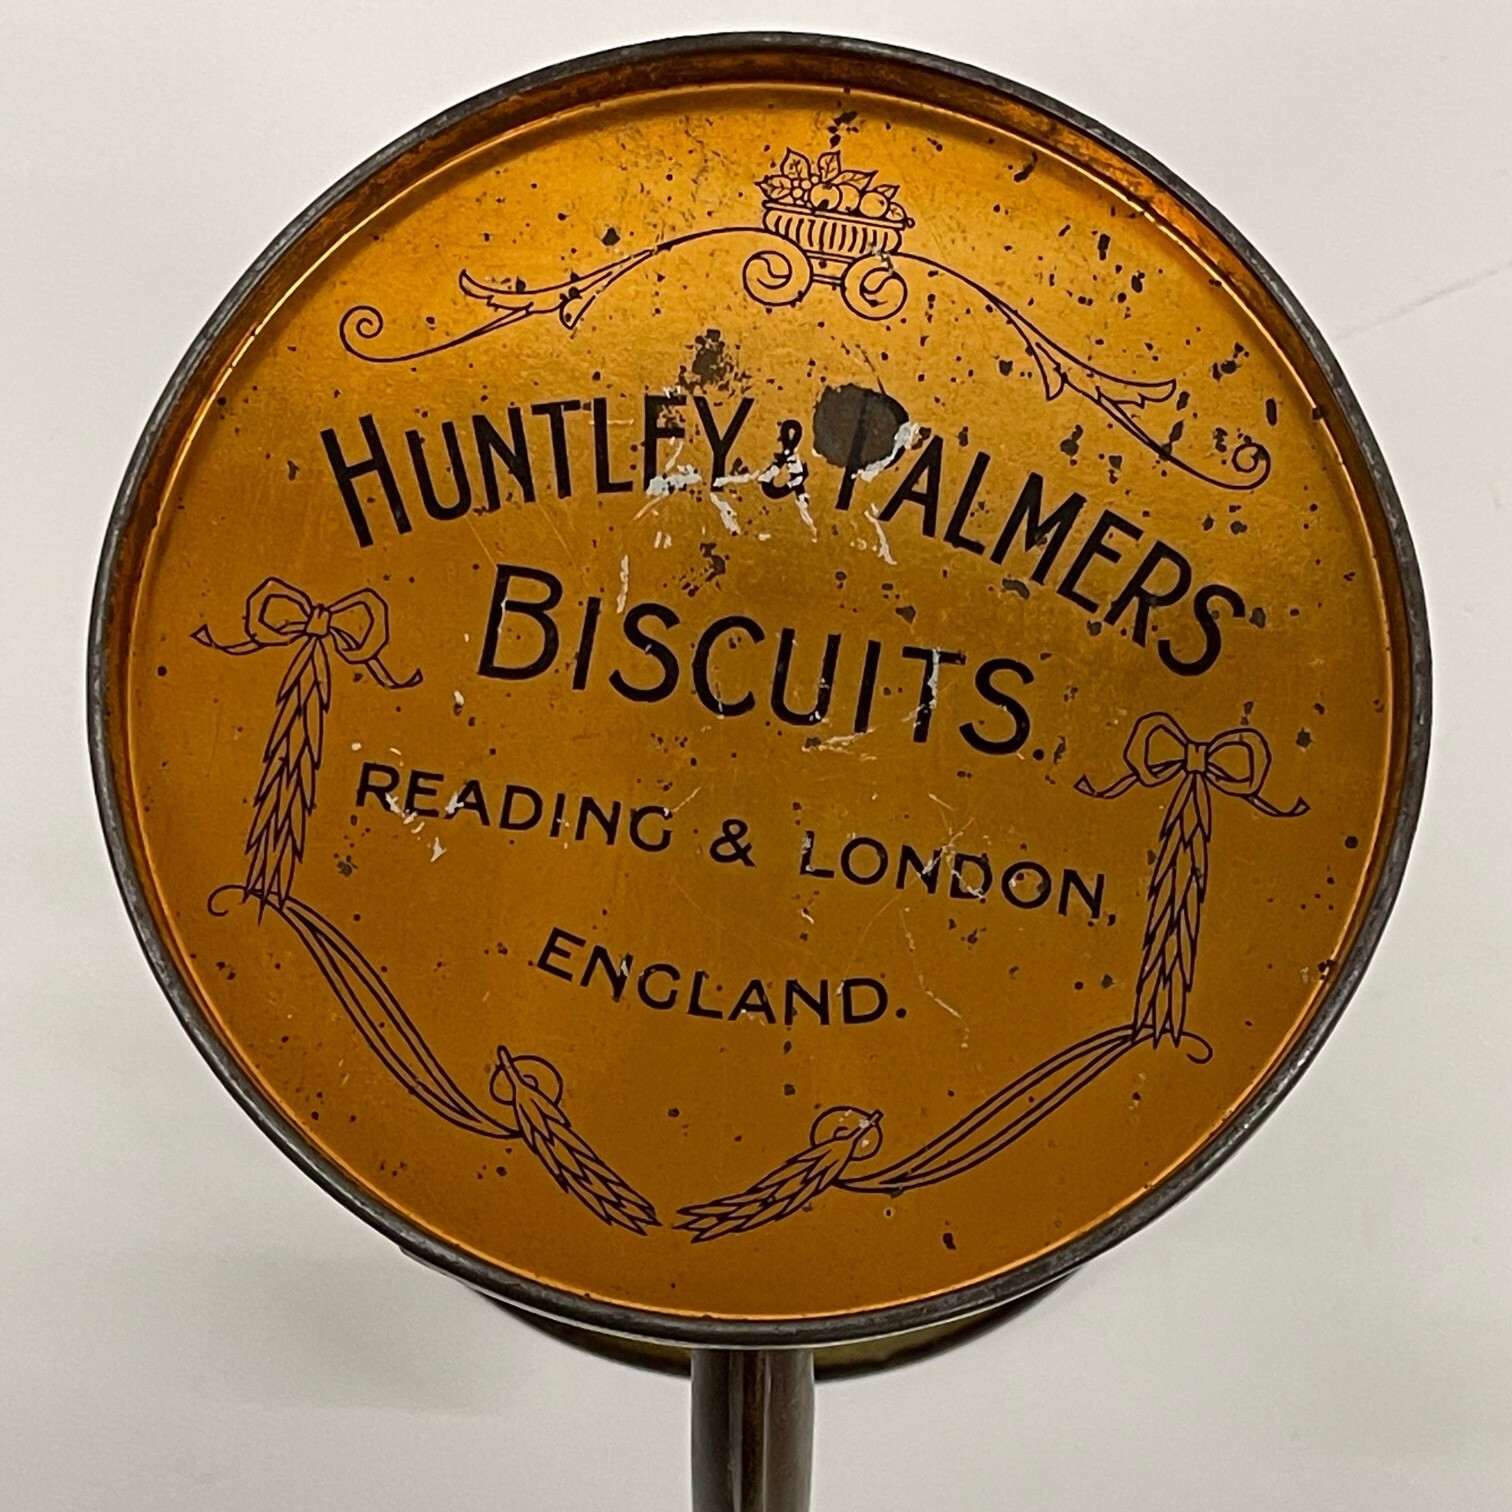 HUNTLEY & PALMERS
BISCUITS.
READING & LONDON,
ENGLAND.